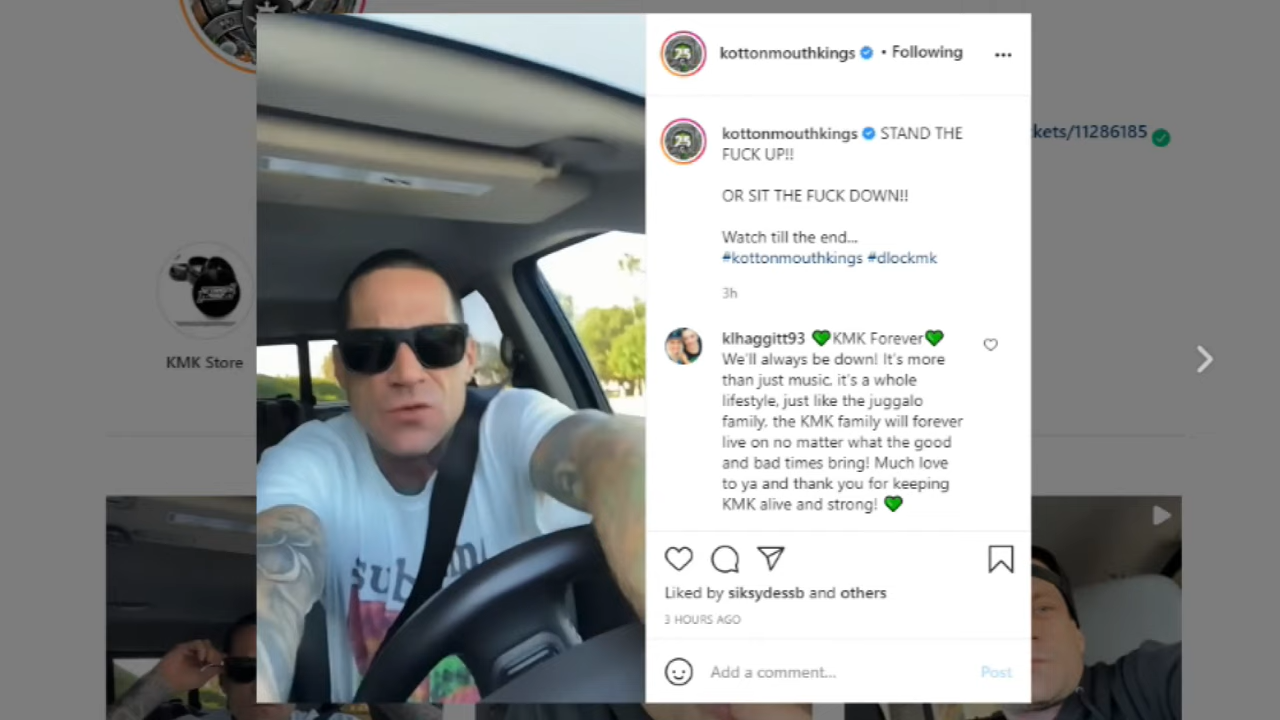 kottonmouthkings • Following
kets/11286185
kottonmouthkings STAND THE
FUCK UP!!
OR SIT THE FUCK DOWN!!
Watch till the end...
#kottonmouthkings #dlockmk
3h
klhaggitt93 💚KMK Forever💚
We'll always be down! It's more
than just music. it's a whole
lifestyle, just like the juggalo
family. the KMK family will forever
live on no matter what the good
and bad times bring! Much love
to ya and thank you for keeping
KMK alive and strong! 💚
Liked by siksydessb and others
3 HOURS AGO
Add a comment...
Post
KMK Store